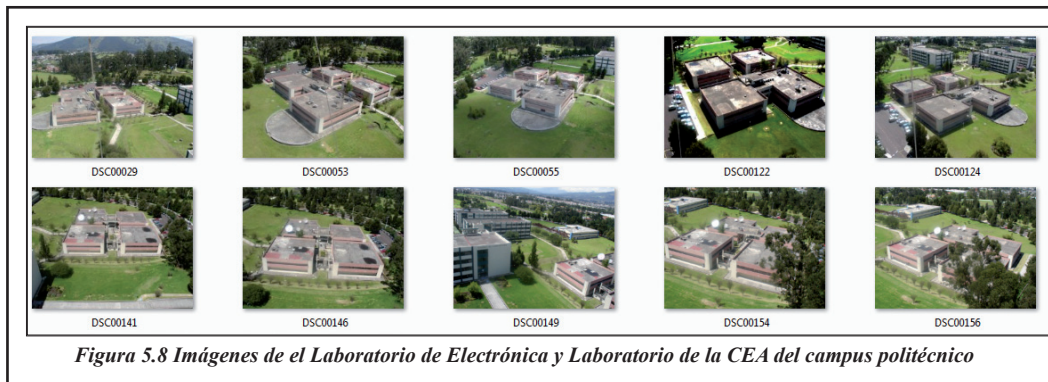 DSC00029 DSC00053 DSC00055 DSC00122 DSC00124
DSC00141 DSC00146 DSC00149 DSC00154 DSC00156
Figura 5.8 Imágenes de el Laboratorio de Electrónica y Laboratorio de la CEA del campus politécnico